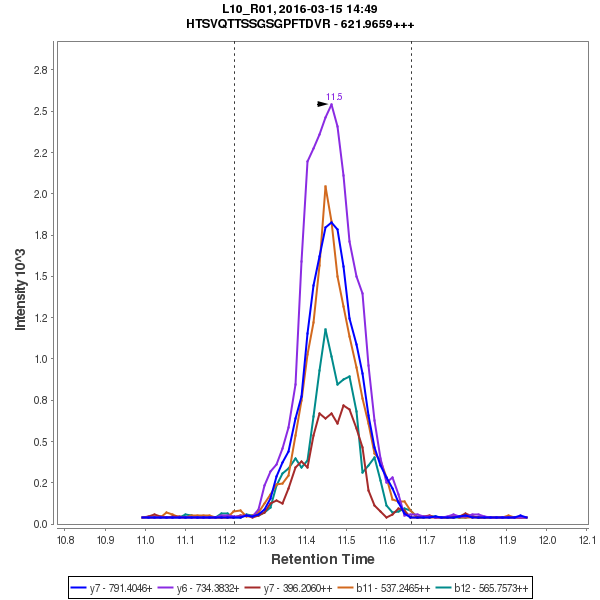 L10_R01, 2016-03-15 14:49
HTSVQTTSSGSGPFTDVR - 621.9659+++
11.5
2.8
2.5
2.2
2.0
1.8
1.5
1.2
1.0
0.8
0.5
0.2
0.0
Intensity 10^3
10.8 10.9 11.0 11.1 11.2 11.3 11.4 11.5 11.6 11.7 11.8 11.9 12.0 12.1
Retention Time
y7 - 791.4046+ y6 - 734.3832+ y7 - 396.2060++ b11 - 537.2465++ b12 - 565.7573++